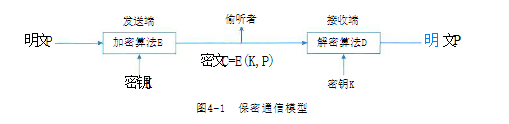 发送端
偷听者
接收端
明文P
加密算法E
密文C=E(K,P)
解密算法D
明文P
密钥K
密钥K
图4-1 保密通信模型